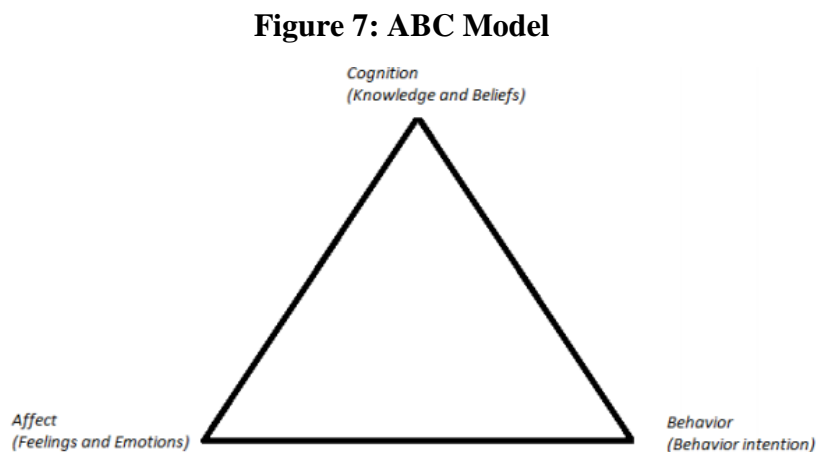 Figure 7: ABC Model
Cognition
(Knowledge and Beliefs)
Affect
(Feelings and Emotions)
Behavior
(Behavior intention)